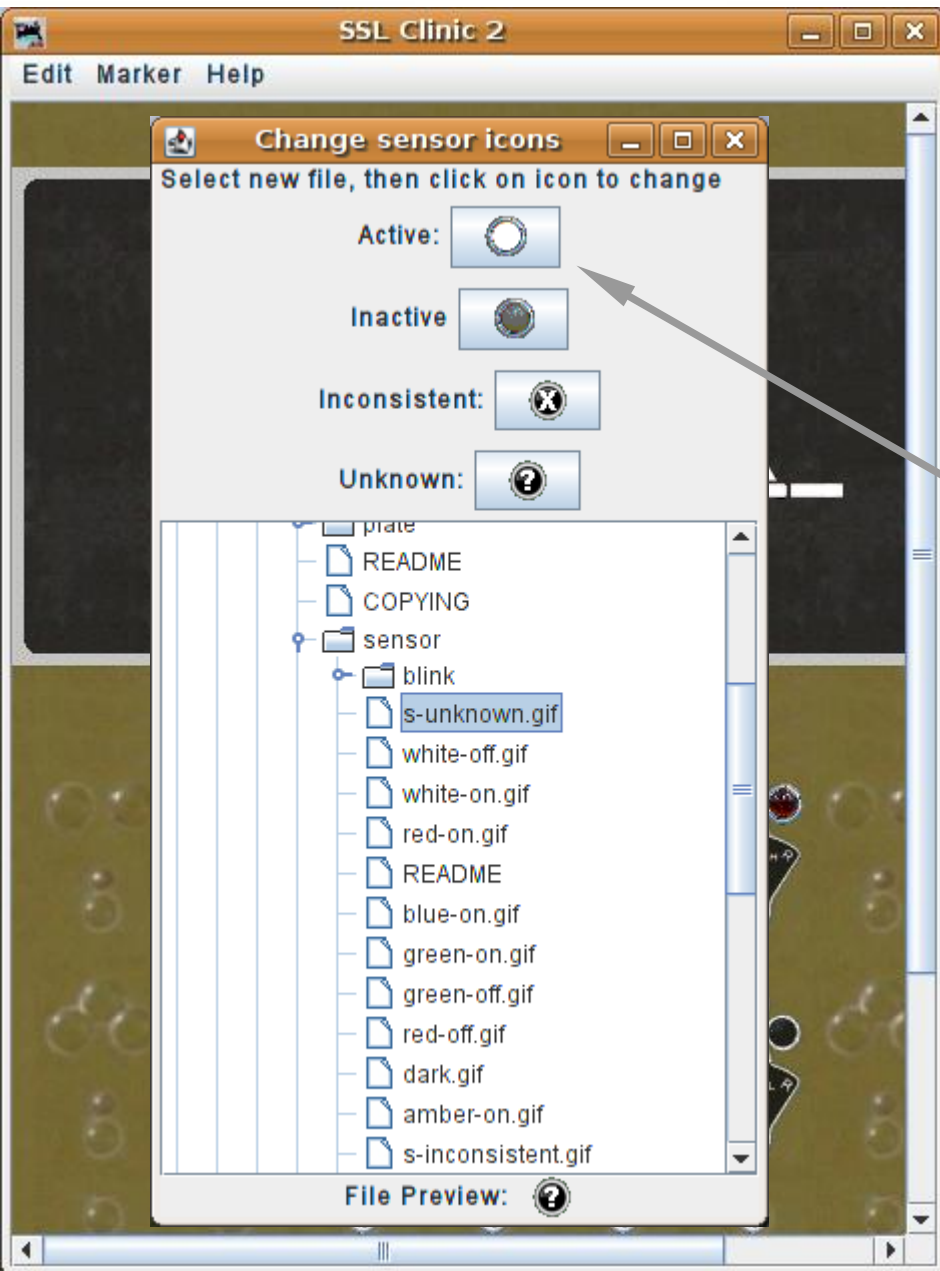 SSL Clinic 2
Edit Marker Help
Change sensor icons
Select new file, then click on icon to change
Active:
Inactive
Inconsistent:
X
Unknown:
?
plate
README
COPYING
sensor
blink
s-unknown.gif
white-off.gif
white-on.gif
red-on.gif
README
blue-on.gif
green-on.gif
green-off.gif
red-off.gif
dark.gif
amber-on.gif
s-inconsistent.gif
File Preview: ?